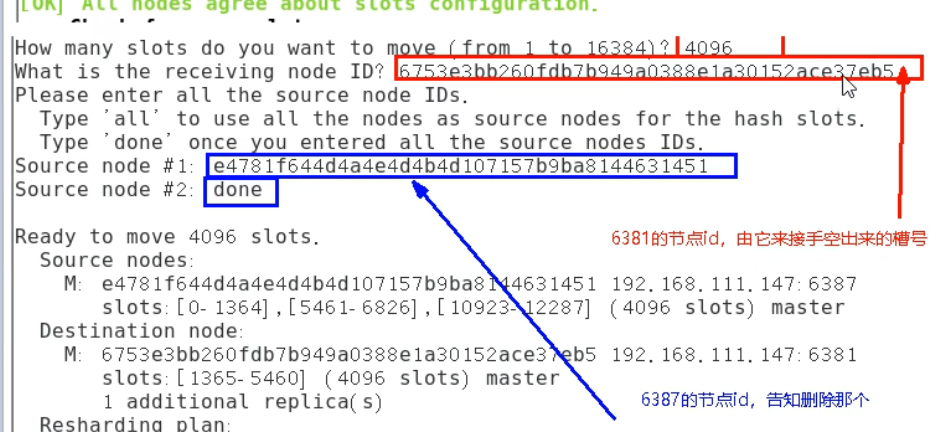 [OK] All nodes agree about slots configuration.
How many slots do you want to move (from 1 to 16384)? 4096
What is the receiving node ID? 6753e3bb260fdb7b949a0388e1a30152ace37eb5
Please enter all the source node IDs.
Type 'all' to use all the nodes as source nodes for the hash slots.
Type 'done' once you entered all the source nodes IDs.
Source node #1: e4781f644d4a4e4d4b4d107157b9ba8144631451
Source node #2: done
6381的节点id，由它来接手空出来的槽号
Ready to move 4096 slots.
Source nodes:
M: e4781f644d4a4e4d4b4d107157b9ba8144631451 192.168.111.147:6387
slots:[0-1364],[5461-6826],[10923-12287] (4096 slots) master
Destination node:
M: 6753e3bb260fdb7b949a0388e1a30152ace37eb5 192.168.111.147:6381
slots:[1365-5460] (4096 slots) master
1 additional replica(s)
6387的节点id，告知删除那个
Resharding plan: